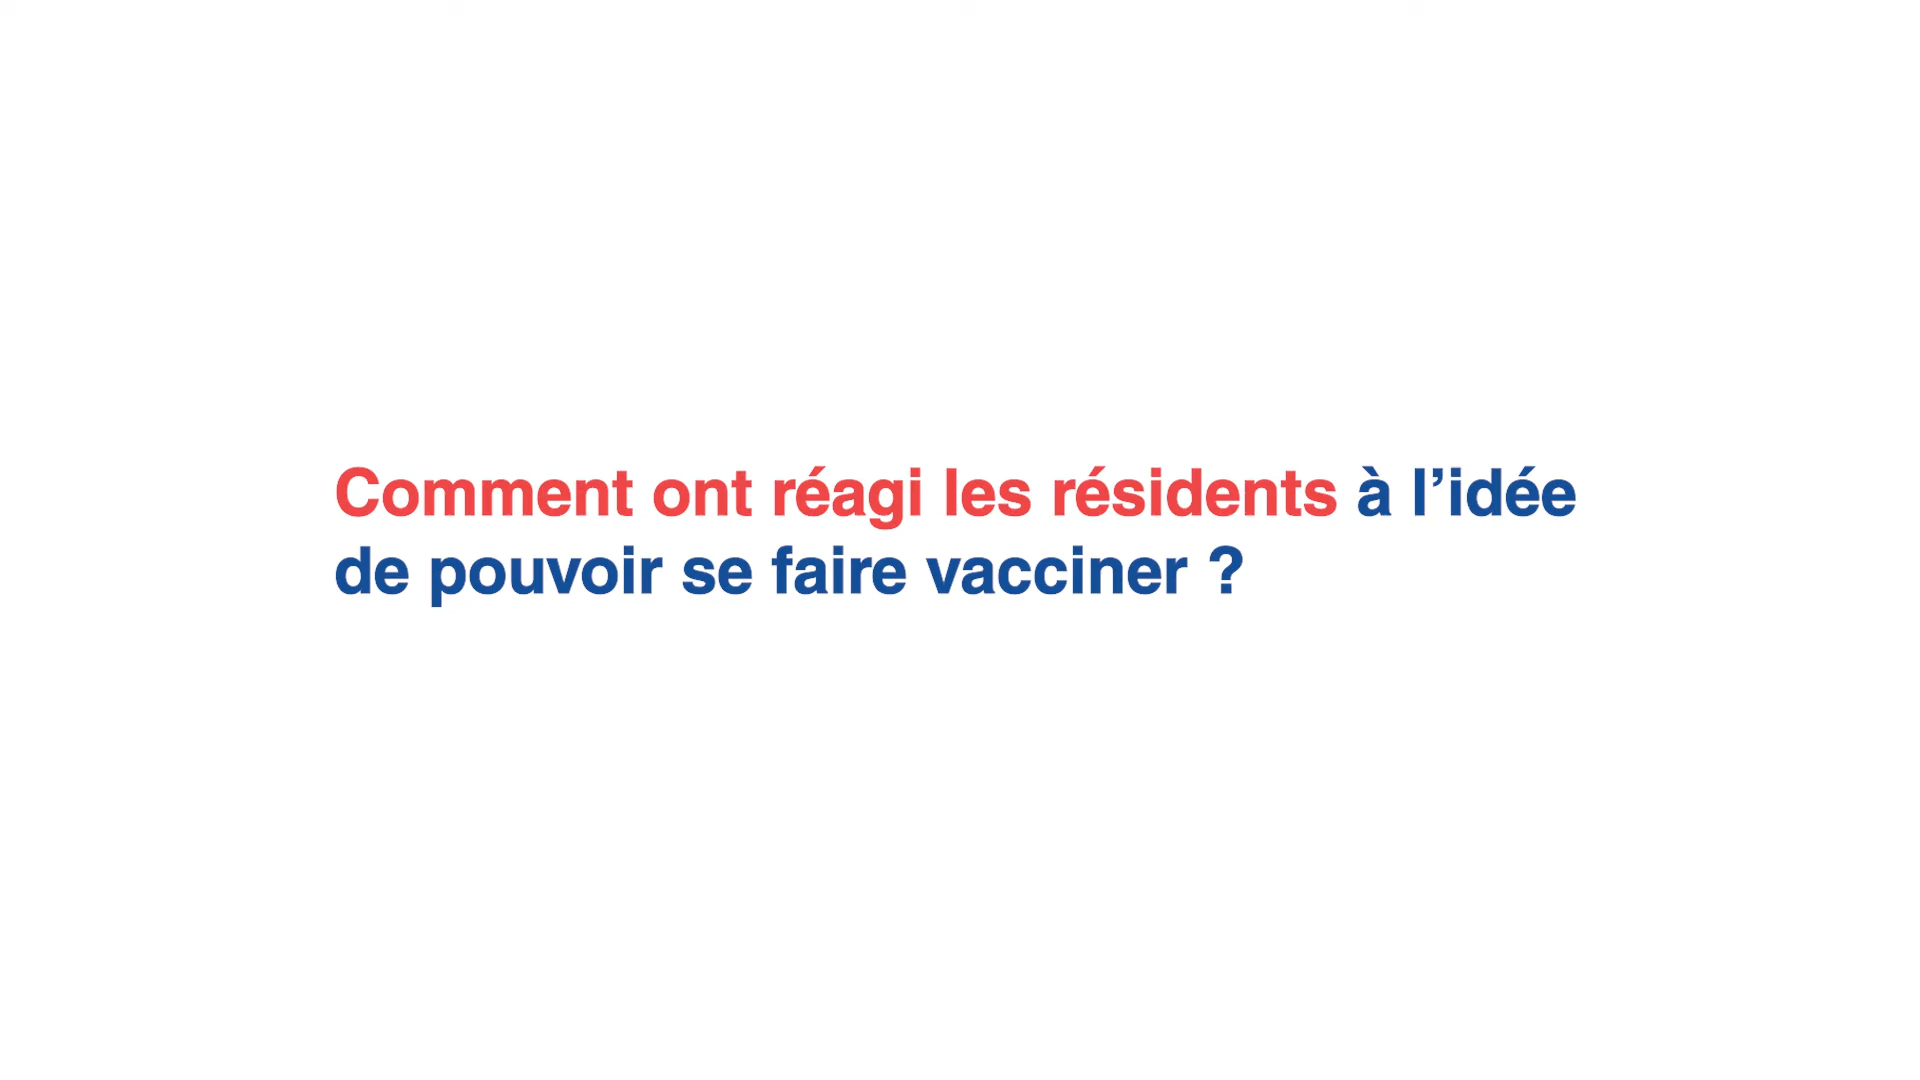 Comment ont réagi les résidents à l’idée
de pouvoir se faire vacciner ?